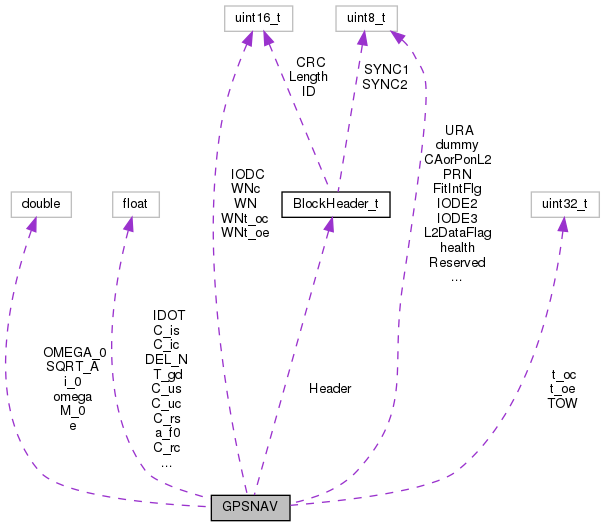 uint16_t
uint8_t
CRC
Length
ID
SYNC1
SYNC2
IODC
WNc
WN
WNt_oc
WNt_oe
URA
dummy
CAorPonL2
PRN
FitIntFlg
IODE2
IODE3
L2DataFlag
health
Reserved
...
double
float
BlockHeader_t
uint32_t
OMEGA_0
SQRT_A
i_0
omega
M_0
e
IDOT
C_is
C_ic
DEL_N
T_gd
C_us
C_uc
C_rs
a_f0
C_rc
...
Header
t_oc
t_oe
TOW
GPSNAV